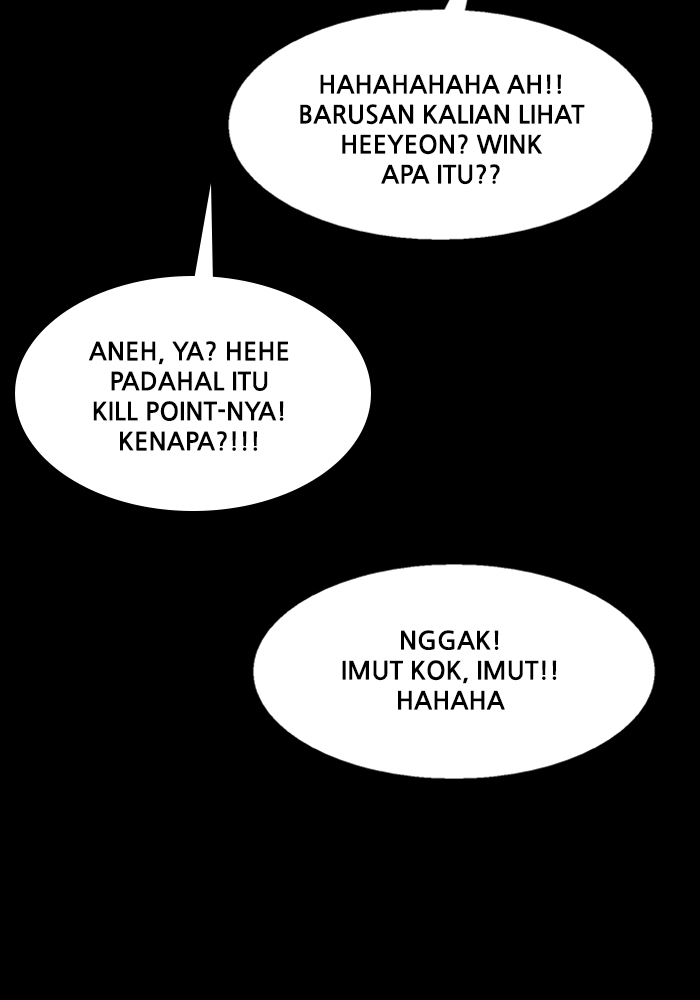 HAHAHAHAHA AH!!
BARUSAN KALIAN LIHAT
HEEYEON? WINK
APA ITU??
ANEH, YA? HEHE
PADAHAL ITU
KILL POINT-NYA!
KENAPA?!!!
NGGAK!
IMUT KOK, IMUT!!
HAHAHA